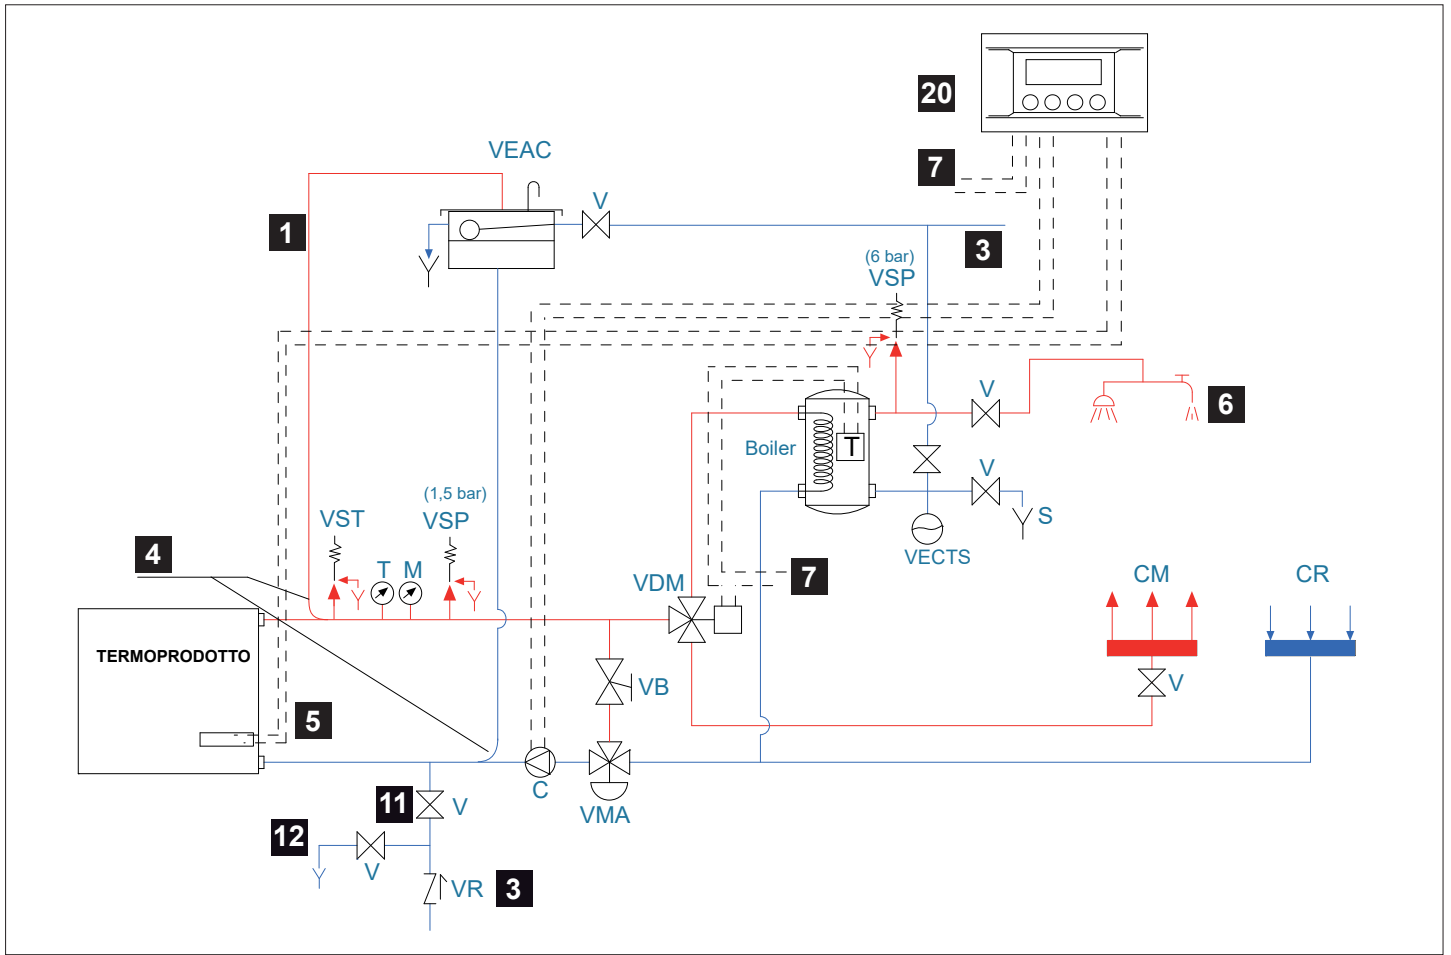 20
VEAC
7
V
1
3
(6 bar)
VSP
V
6
Boiler
T
V
(1,5 bar)
VST
VSP
S
4
VECTS
T
M
VDM
7
CM
CR
TERMOPRODOTTO
VB
V
5
C
11
V
VMA
12
V
VR
3